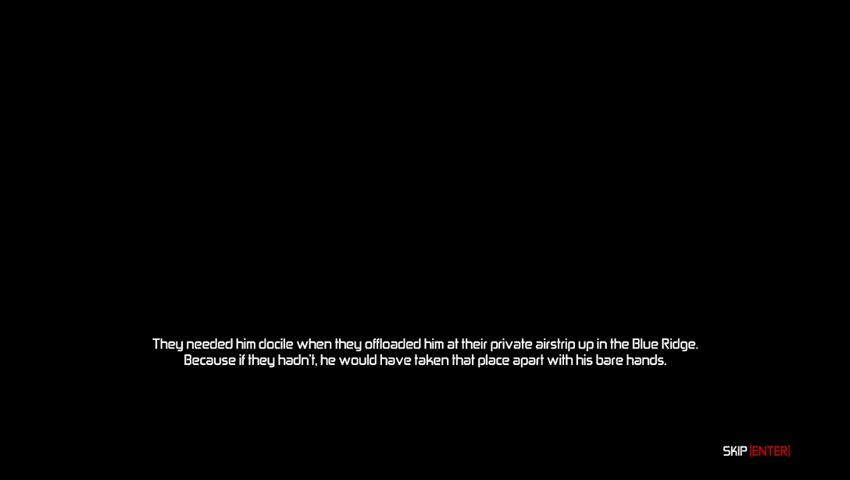 They needed him docile when they offloaded him at their private airstrip up in the Blue Ridge.
Because if they hadn't, he would have taken that place apart with his bare hands.
SKIP [ENTER]